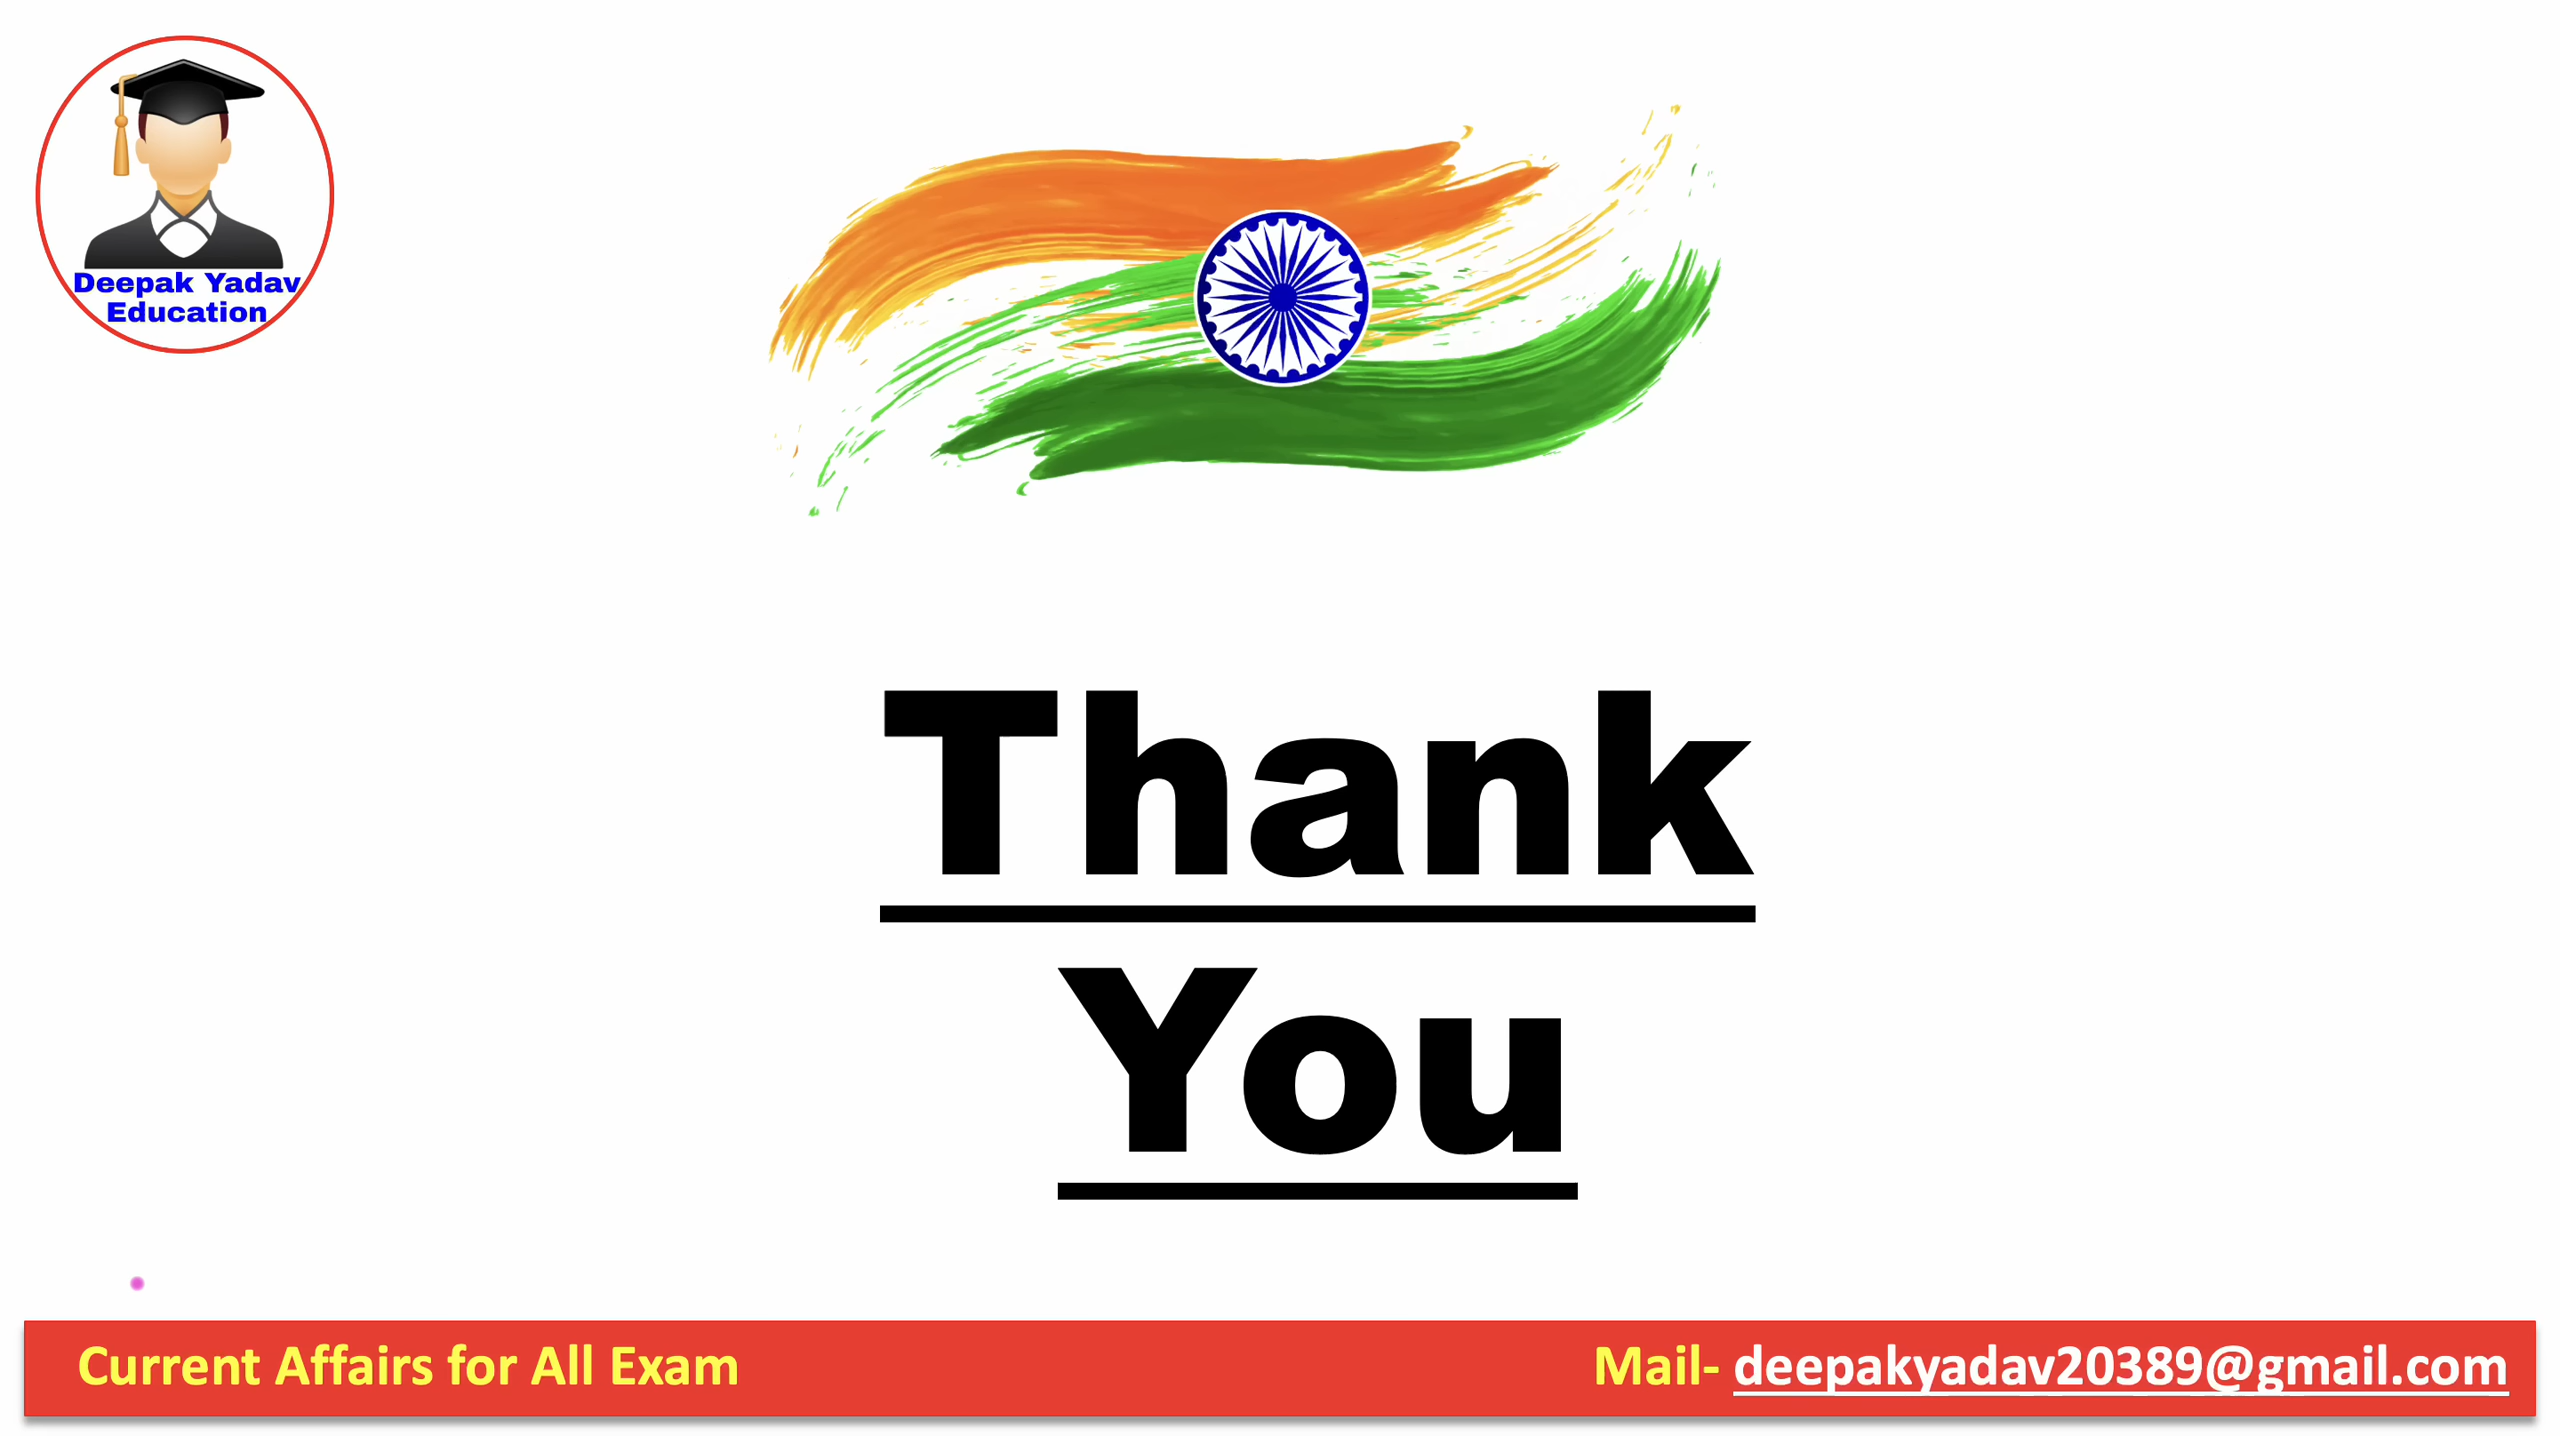 Deepak Yadav
Education
Thank
You
Current Affairs for All Exam
Mail- deepakyadav20389@gmail.com